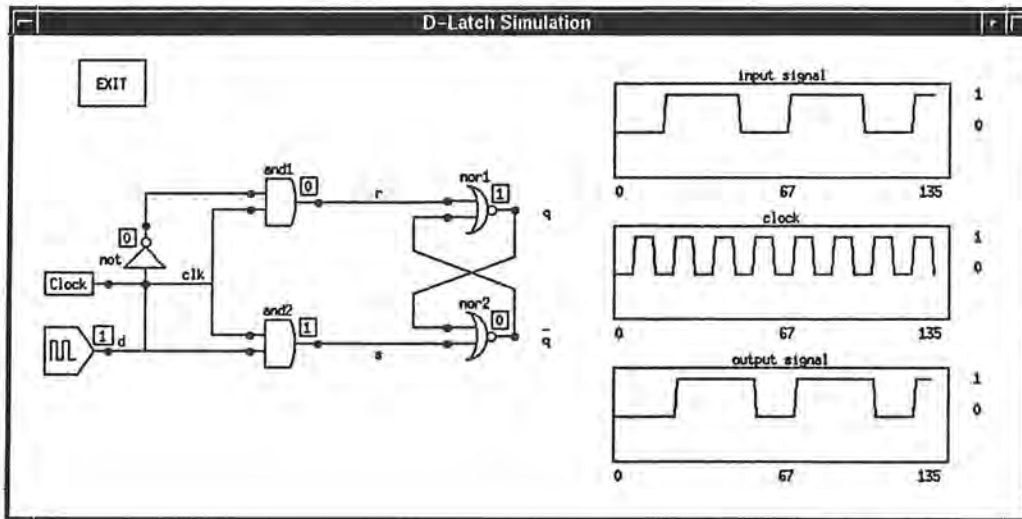 D-Latch Simulation
EXIT
input signal
1
0
0 67 135
and1
0
r
nor1
1
q
clock
1
0
0 67 135
0
not
Clock
clk
and2
1
nor2
0
q
1
d
s
output signal
1
0
0 67 135